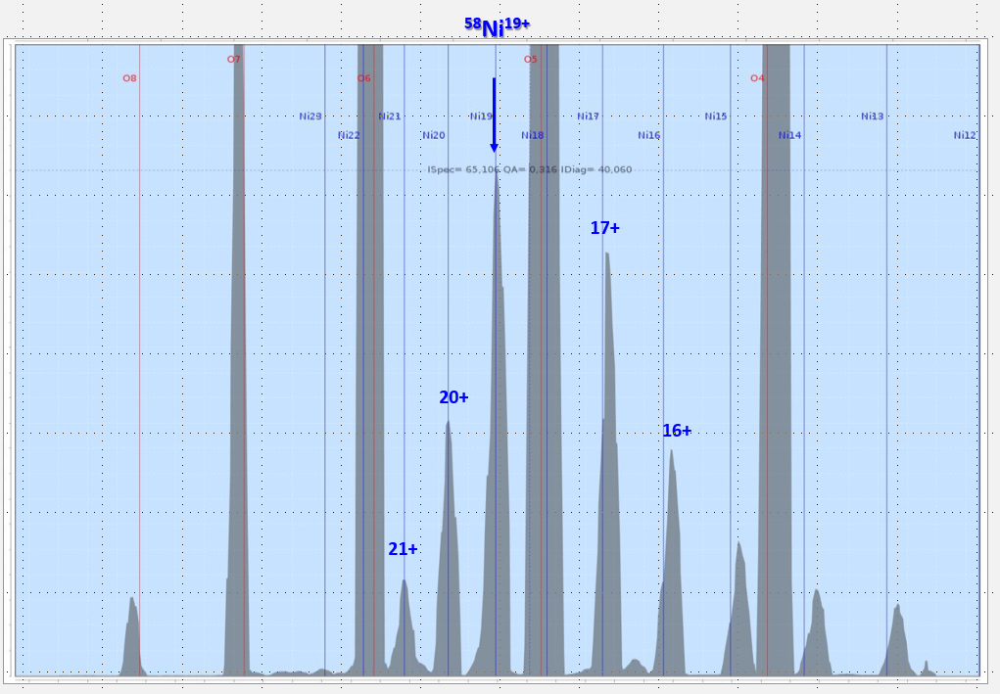 58Ni19+
O7
O5
O8
O6
O4
Ni23
Ni21
Ni19
Ni17
Ni15
Ni13
Ni22
Ni20
Ni18
Ni16
Ni14
Ni12
ISpec= 65,106 QA= 0,316 IDiag= 40,060
17+
20+
16+
21+